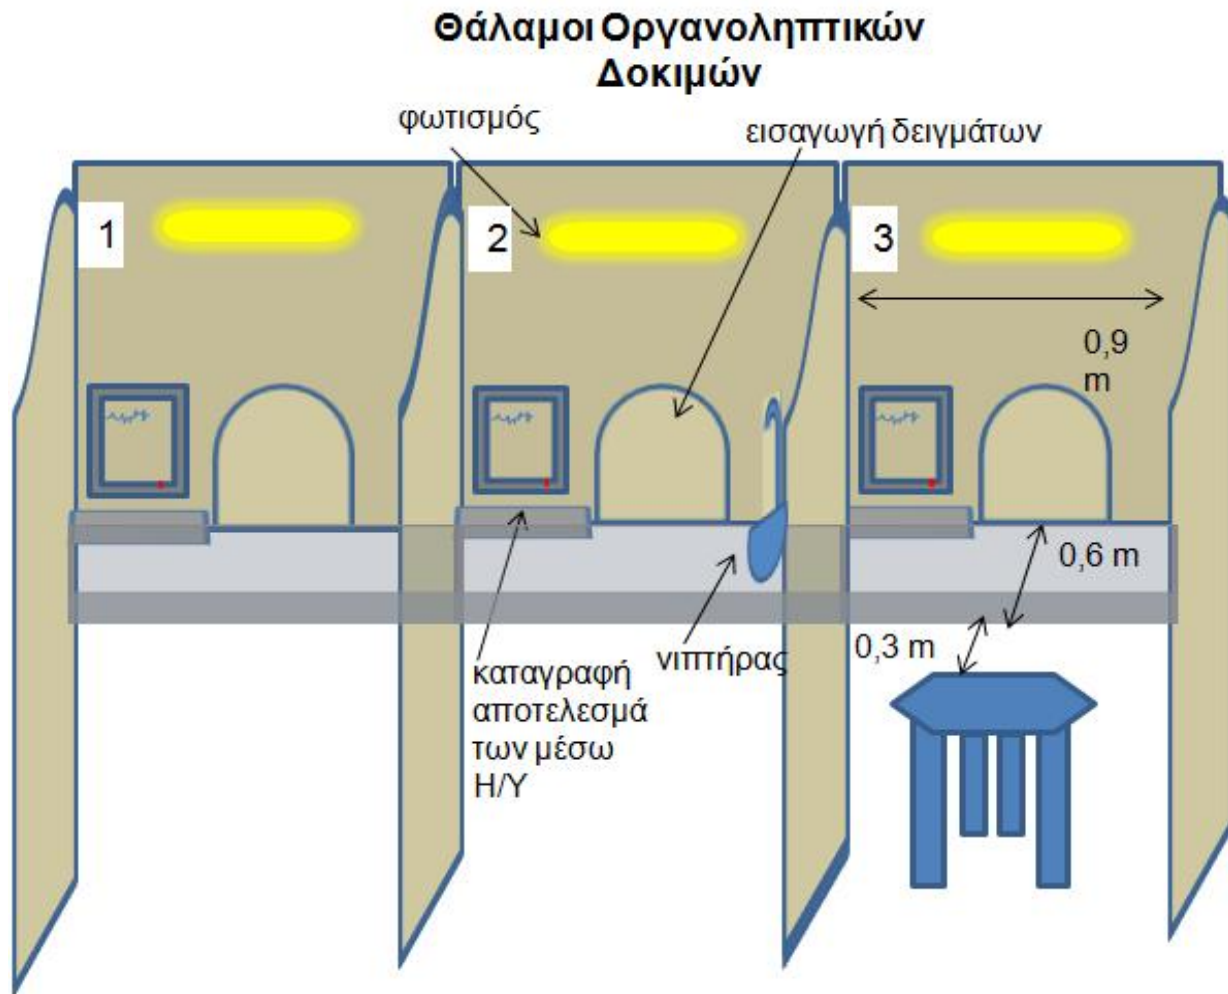 Θάλαμοι Οργανοληπτικών
Δοκιμών
φωτισμός
εισαγωγή δειγμάτων
1
2
3
0,9
m
0,6 m
0,3 m
νιπτήρας
καταγραφή
αποτελεσμά
των μέσω
Η/Υ